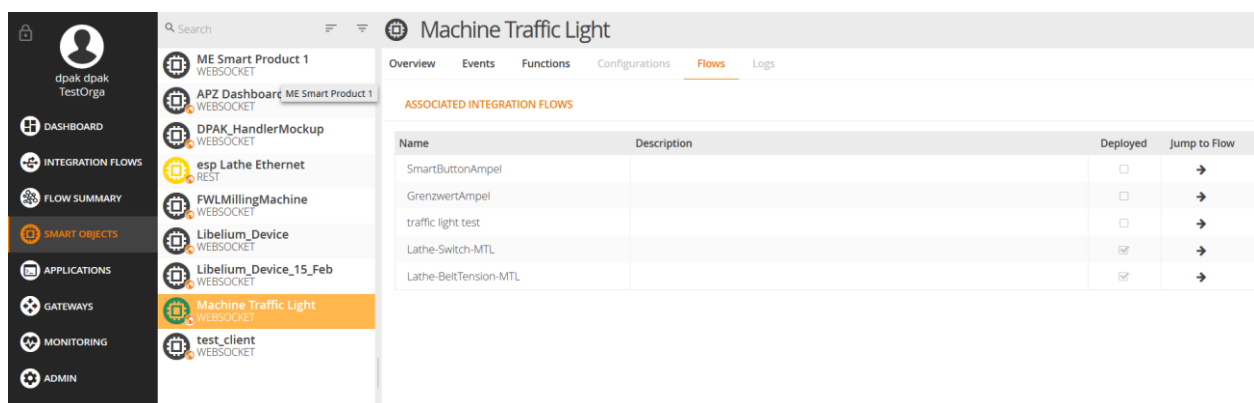 dpak dpak
TestOrga
DASHBOARD
INTEGRATION FLOWS
FLOW SUMMARY
SMART OBJECTS
APPLICATIONS
GATEWAYS
MONITORING
ADMIN
Search
ME Smart Product 1
WEBSOCKET
APZ Dashboard
ME Smart Product 1
WEBSOCKET
DPAK_HandlerMockup
WEBSOCKET
esp Lathe Ethernet
REST
FWLMillingMachine
WEBSOCKET
Libelium_Device
WEBSOCKET
Libelium_Device_15_Feb
WEBSOCKET
Machine Traffic Light
WEBSOCKET
test_client
WEBSOCKET
Machine Traffic Light
Overview Events Functions Configurations Flows Logs
ASSOCIATED INTEGRATION FLOWS
Name Description Deployed Jump to Flow
SmartButtonAmpel
GrenzwertAmpel
traffic light test
Lathe-Switch-MTL
Lathe-BeltTension-MTL